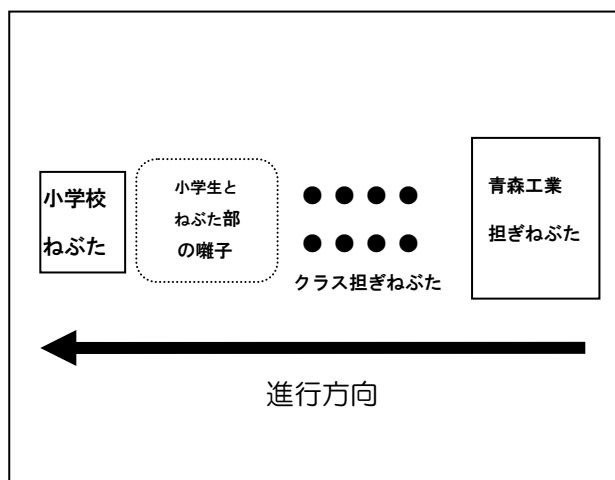 小学校
ねぶた
小学生と
ねぶた部
の囃子
クラス担ぎねぶた
青森工業
担ぎねぶた
進行方向